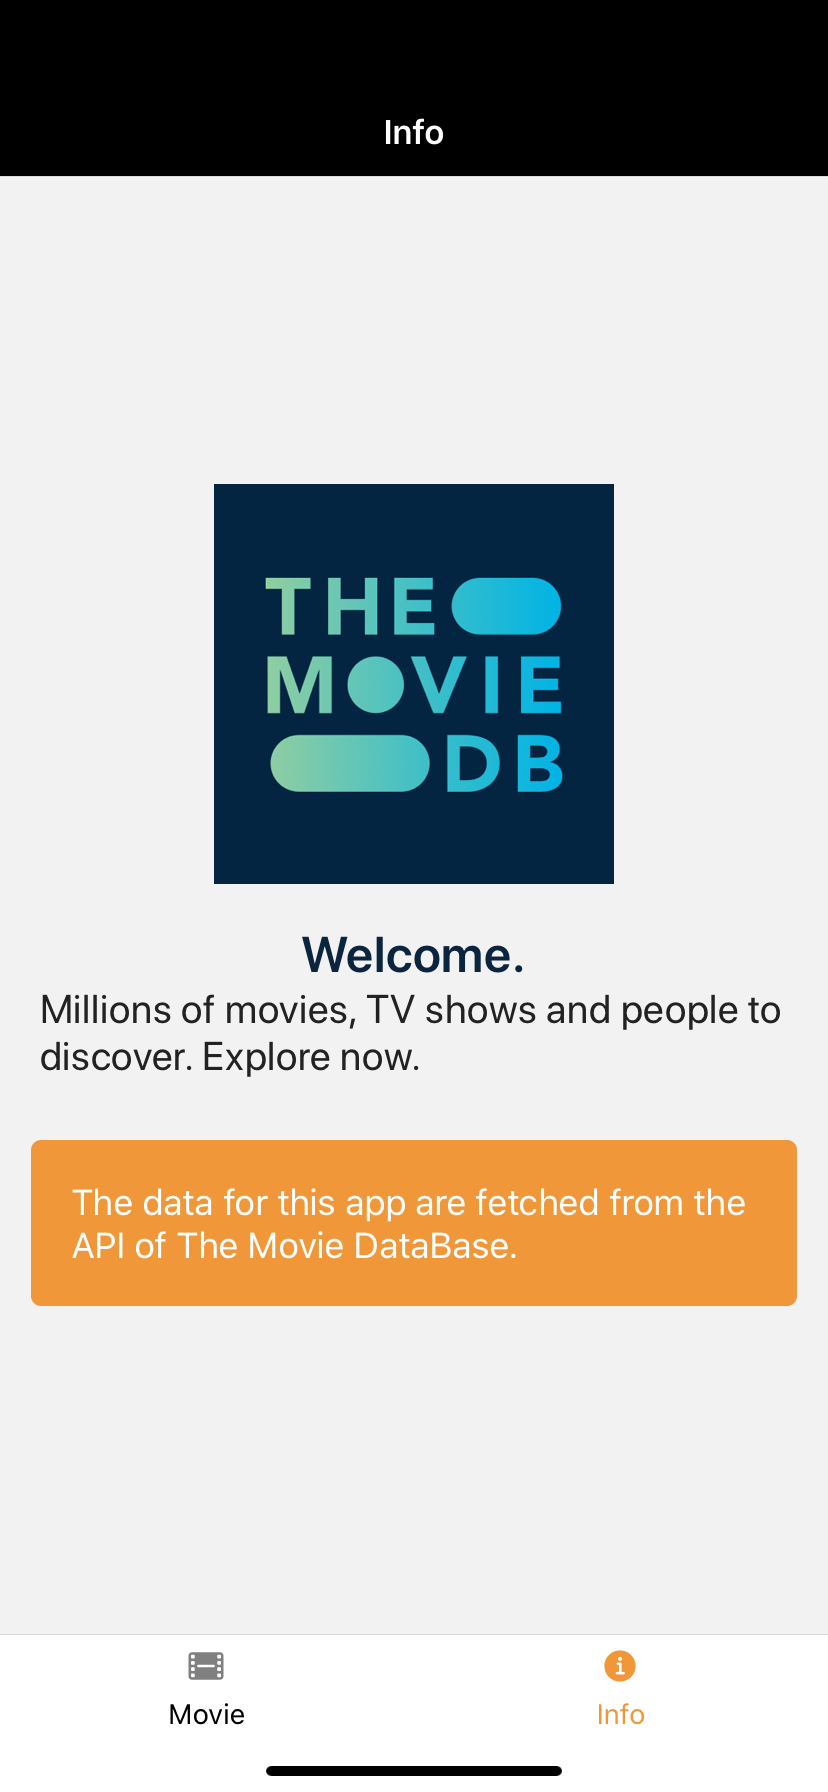 Info
THE
MOVIE
DB
Welcome.
Millions of movies, TV shows and people to
discover. Explore now.
The data for this app are fetched from the
API of The Movie DataBase.
Movie
Info